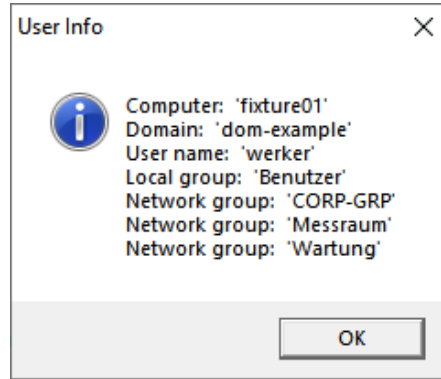 User Info
Computer: 'fixture01'
Domain: 'dom-example'
User name: 'werker'
Local group: 'Benutzer'
Network group: 'CORP-GRP'
Network group: 'Messraum'
Network group: 'Wartung'
OK